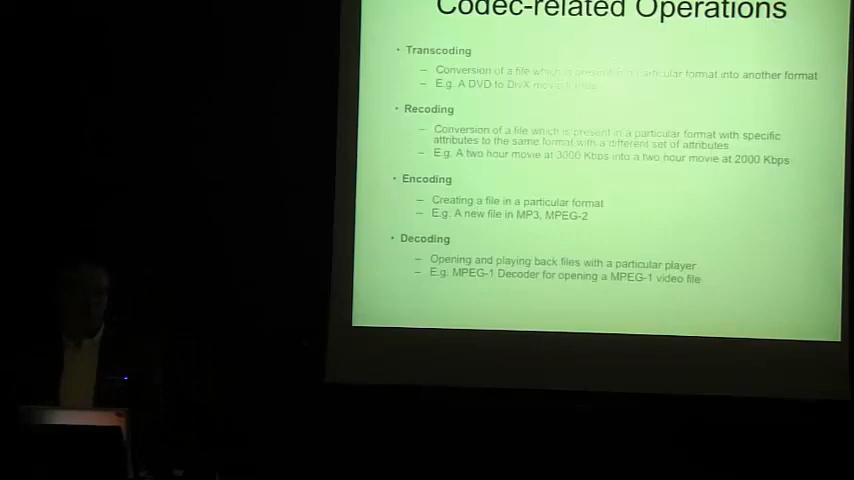 Codec-related Operations
• Transcoding
– Conversion of a file which is present in a particular format into another format
– E.g. A DVD to DivX movie
• Recoding
– Conversion of a file which is present in a particular format with specific
attributes to the same format with a different set of attributes
– E.g. A two hour movie at 3000 Kbps into a two hour movie at 2000 Kbps
• Encoding
– Creating a file in a particular format
– E.g. A new file in MP3, MPEG-2
• Decoding
– Opening and playing back files with a particular player
– E.g. MPEG-1 Decoder for opening a MPEG-1 video file